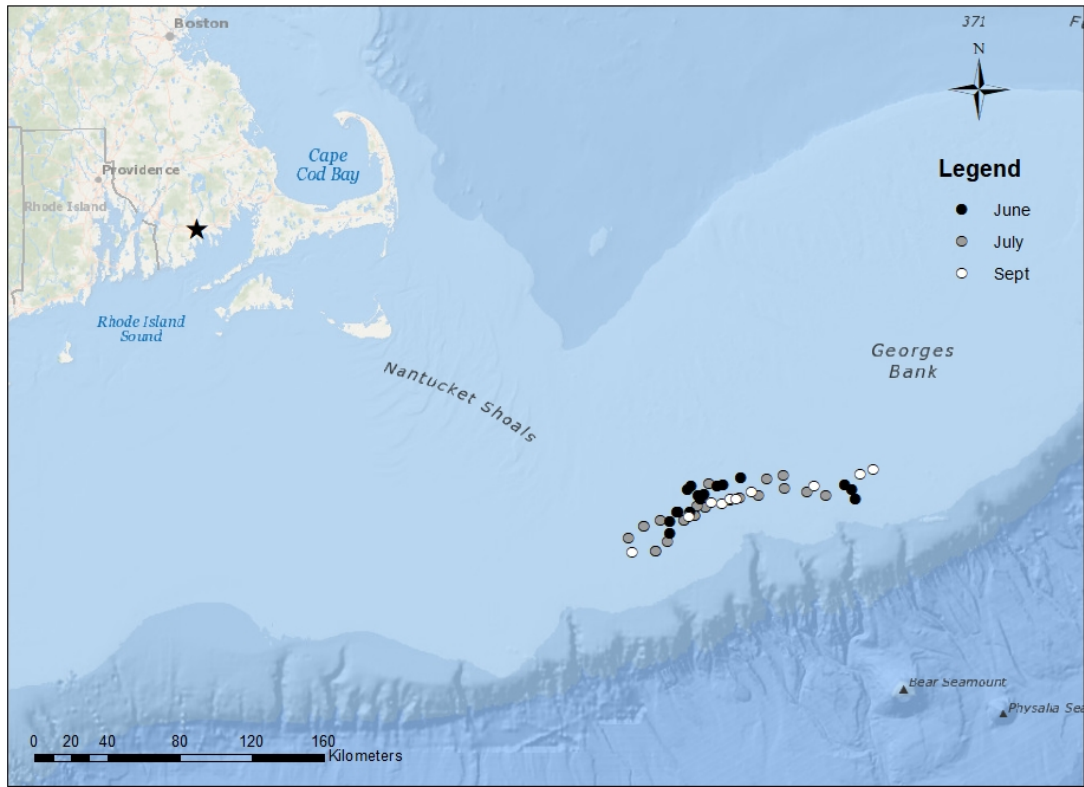 Boston
371
F
N
Cape
Cod Bay
Legend
Providence
Rhode Island
June
July
Sept
Rhode Island
Sound
Georges
Bank
Nantucket Shoals
Bear Seamount
Physalia Sea
0 20 40 80 120 160
Kilometers